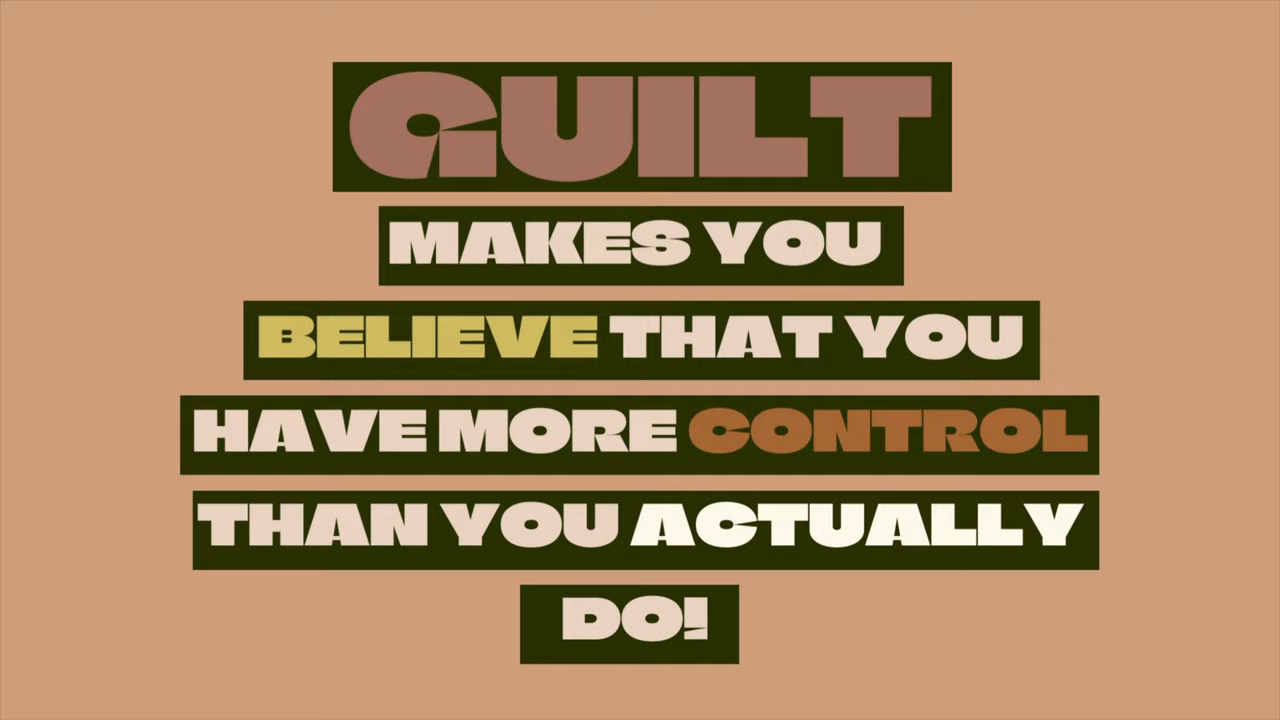 GUILT
MAKES YOU
BELIEVE THAT YOU
HAVE MORE CONTROL
THAN YOU ACTUALLY
DO!